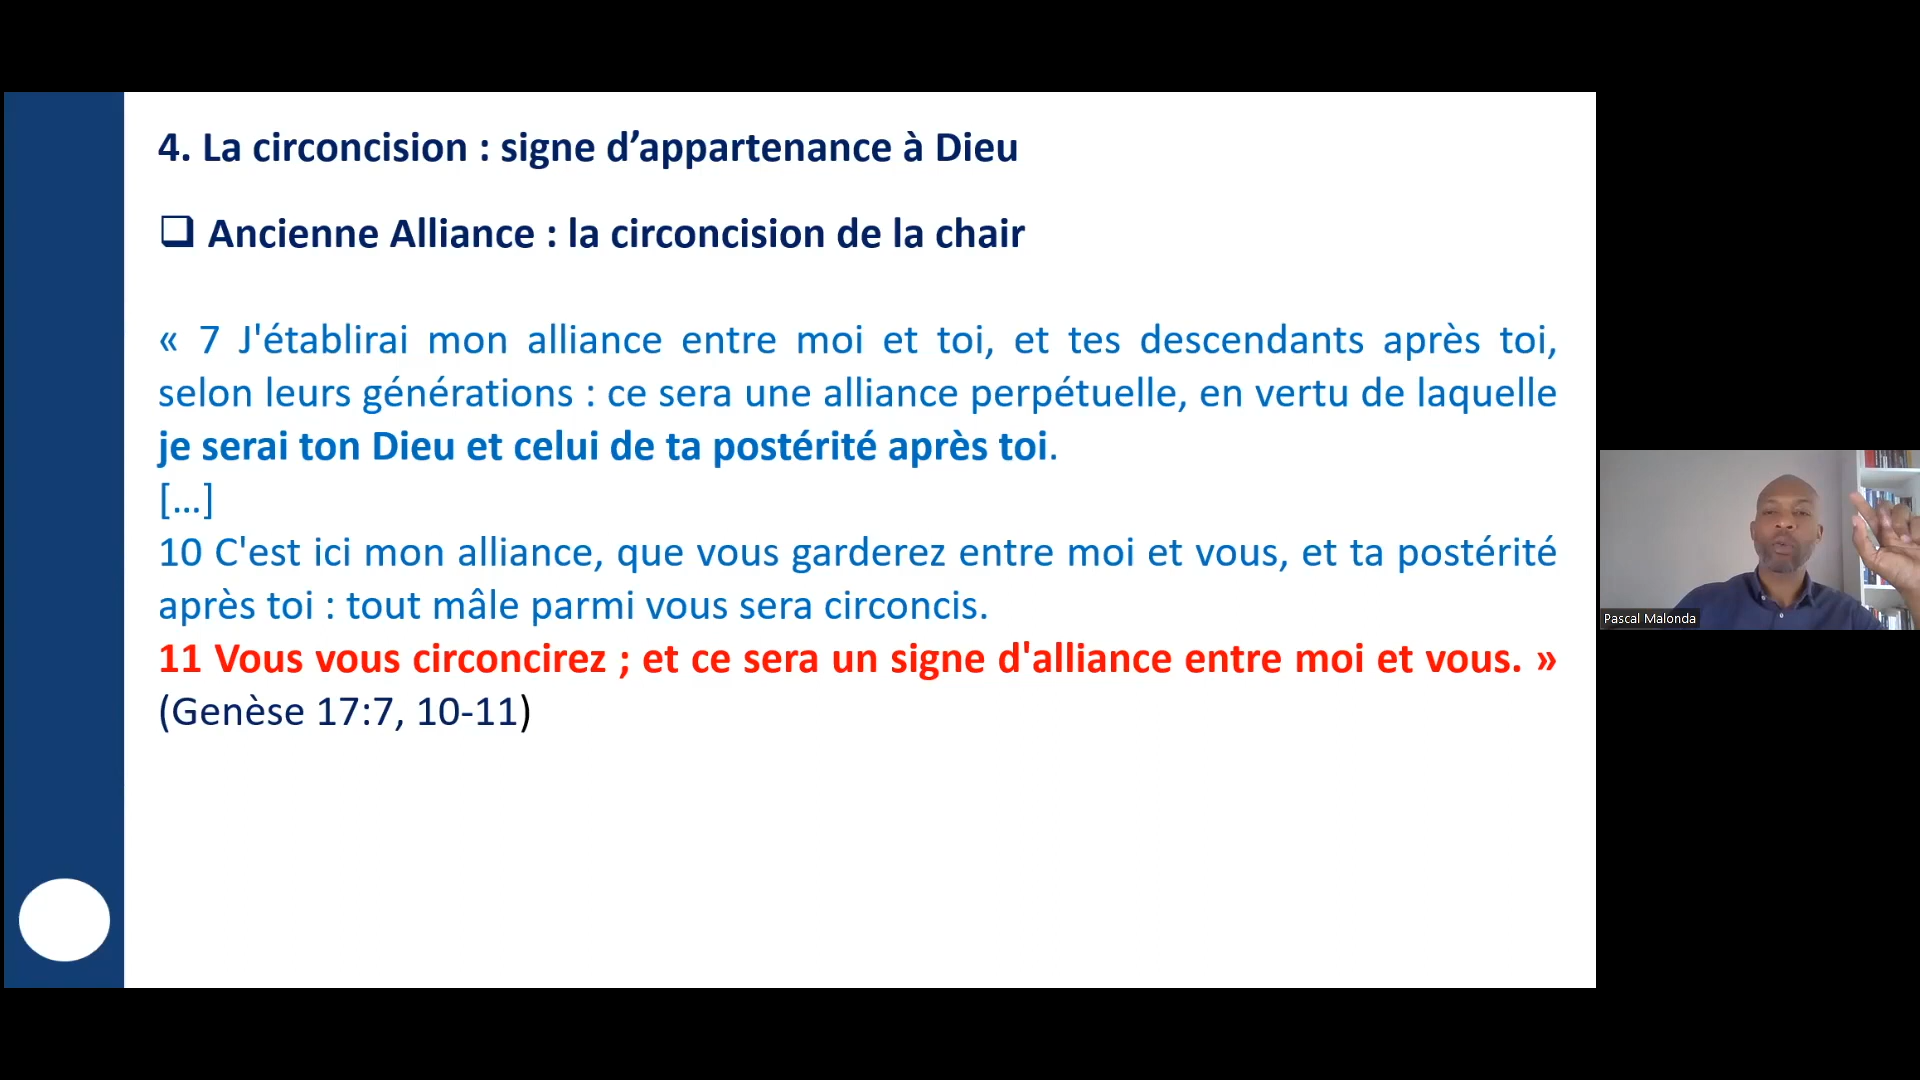 4. La circoncision : signe d’appartenance à Dieu
❑ Ancienne Alliance : la circoncision de la chair
« 7 J'établirai mon alliance entre moi et toi, et tes descendants après toi,
selon leurs générations : ce sera une alliance perpétuelle, en vertu de laquelle
je serai ton Dieu et celui de ta postérité après toi.
[…]
10 C'est ici mon alliance, que vous garderez entre moi et vous, et ta postérité
après toi : tout mâle parmi vous sera circoncis.
11 Vous vous circoncirez ; et ce sera un signe d'alliance entre moi et vous. »
(Genèse 17:7, 10-11)
Pascal Malonda